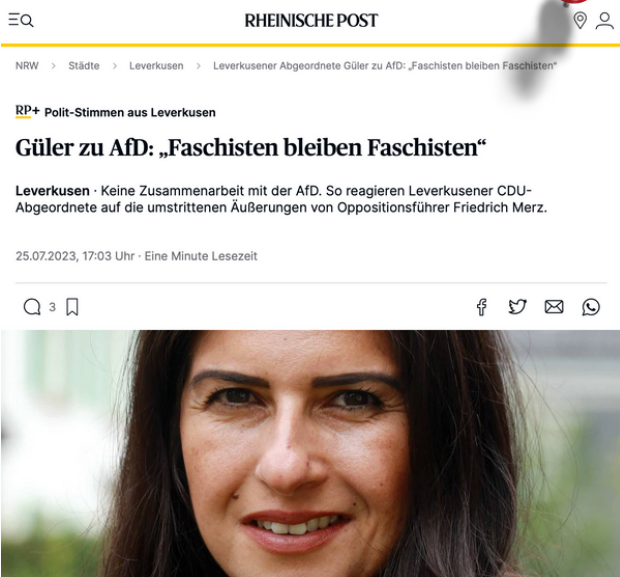 RHEINISCHE POST
NRW > Städte > Leverkusen > Leverkusener Abgeordnete Güler zu AfD: „Faschisten bleiben Faschisten“
RP+ Polit-Stimmen aus Leverkusen
Güler zu AfD: „Faschisten bleiben Faschisten“
Leverkusen · Keine Zusammenarbeit mit der AfD. So reagieren Leverkusener CDU-
Abgeordnete auf die umstrittenen Äußerungen von Oppositionsführer Friedrich Merz.
25.07.2023, 17:03 Uhr · Eine Minute Lesezeit
3